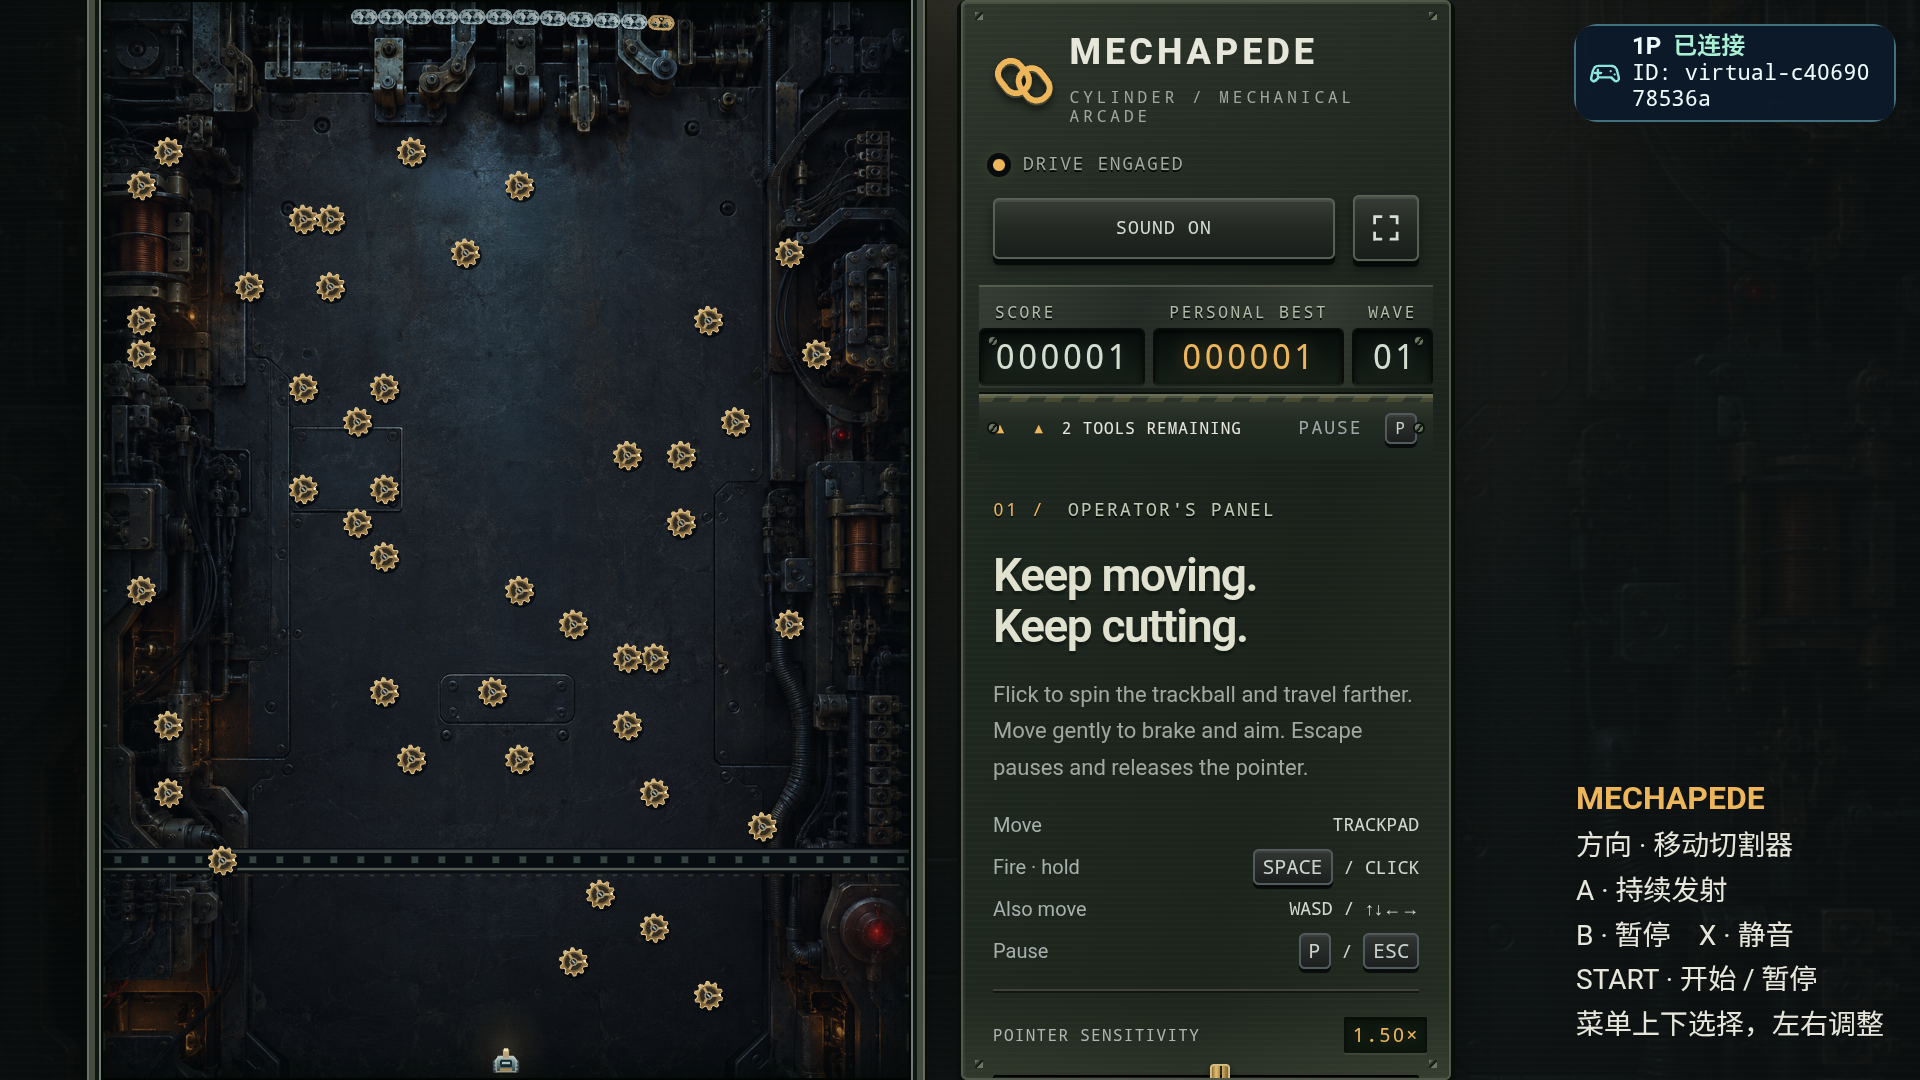 MECHAPEDE
CYLINDER / MECHANICAL
ARCADE
DRIVE ENGAGED
SOUND ON
SCORE
PERSONAL BEST
WAVE
000001
000001
01
2 TOOLS REMAINING
PAUSE
P
01 / OPERATOR'S PANEL
Keep moving.
Keep cutting.
Flick to spin the trackball and travel farther.
Move gently to brake and aim. Escape
pauses and releases the pointer.
Move TRACKPAD
Fire · hold SPACE / CLICK
Also move WASD / ↑↓←→
Pause P / ESC
POINTER SENSITIVITY 1.50×
1P 已连接
ID: virtual-c40690
78536a
MECHAPEDE
方向 · 移动切割器
A · 持续发射
B · 暂停 X · 静音
START · 开始 / 暂停
菜单上下选择，左右调整